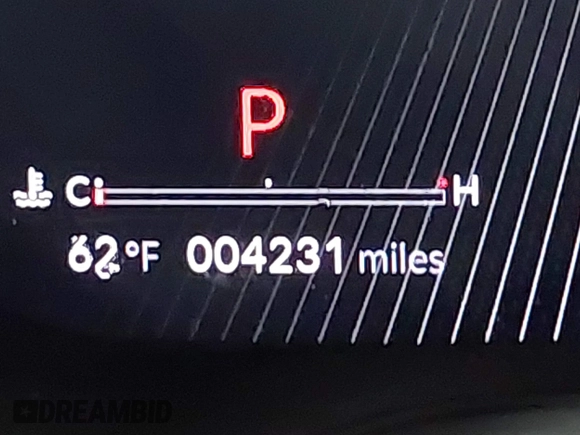 P
C H
62°F 004231 miles
DREAMBID